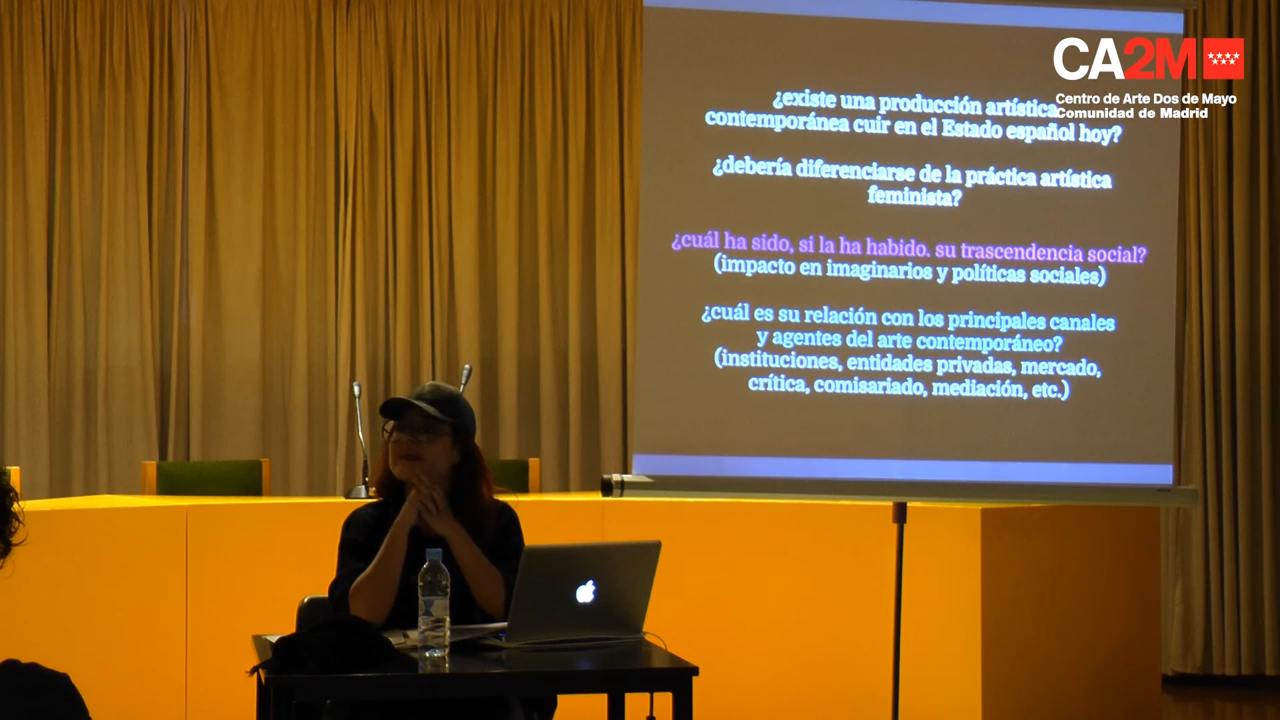 CA2M
Centro de Arte Dos de Mayo
Comunidad de Madrid
¿existe una producción artística
contemporánea cuir en el Estado español hoy?
¿debería diferenciarse de la práctica artística
feminista?
¿cuál ha sido, si la ha habido. su trascendencia social?
(impacto en imaginarios y políticas sociales)
¿cuál es su relación con los principales canales
y agentes del arte contemporáneo?
(instituciones, entidades privadas, mercado,
crítica, comisariado, mediación, etc.)